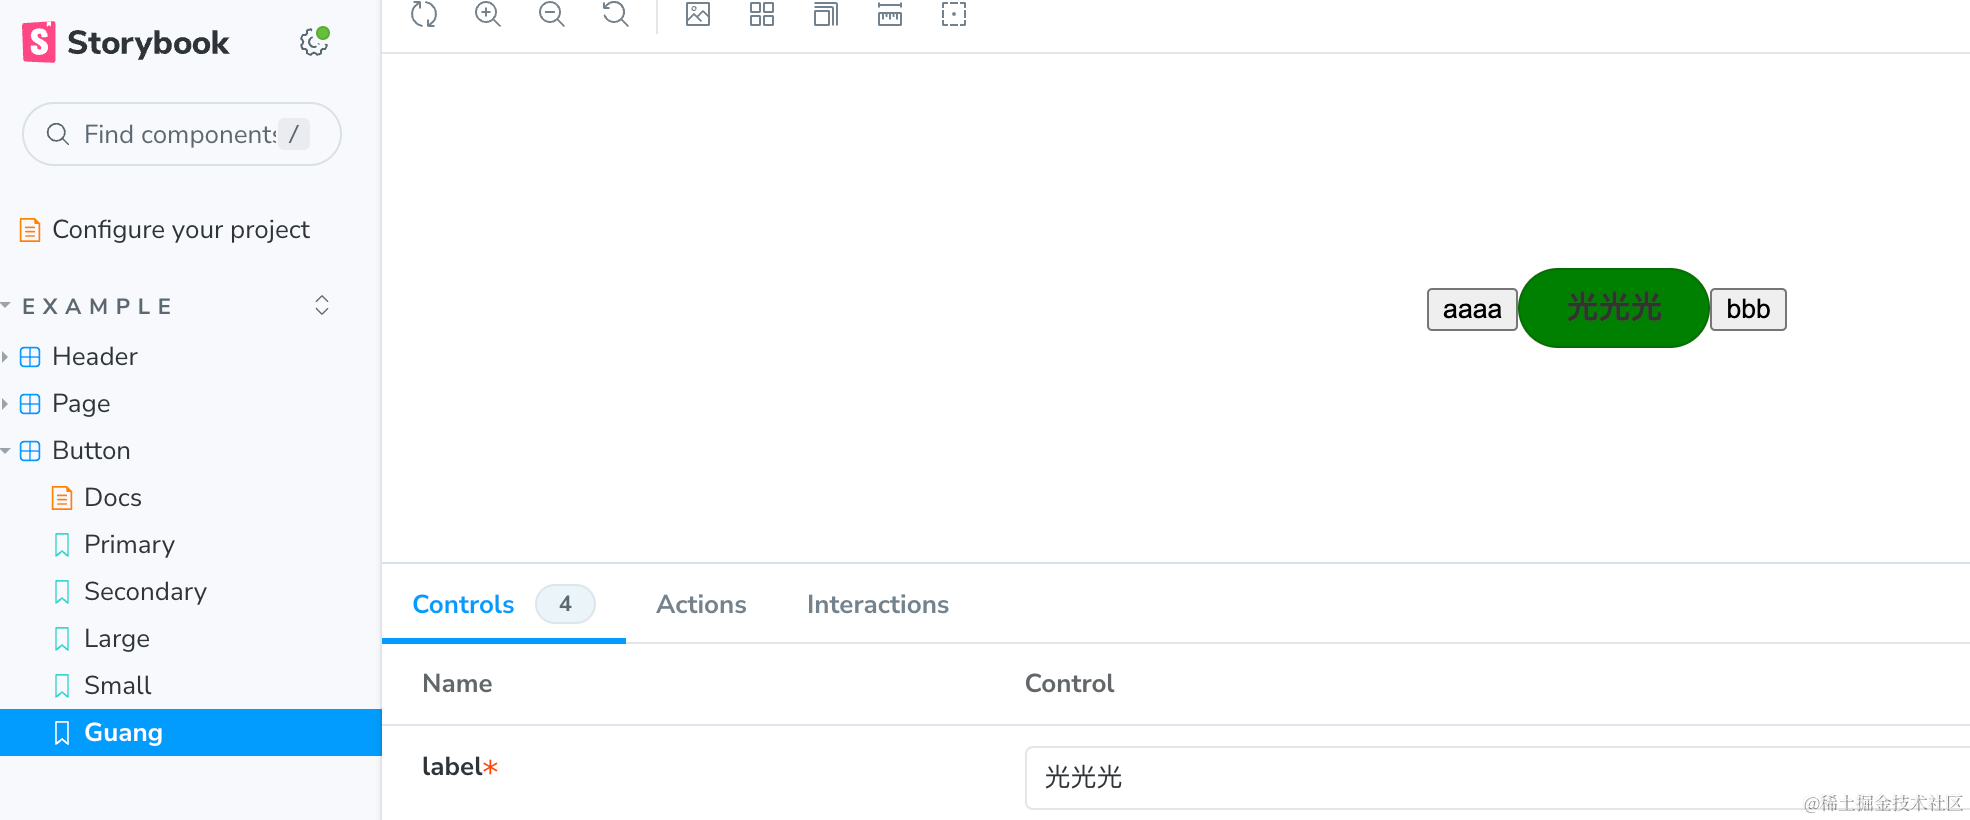 Storybook
Find components /
Configure your project
EXAMPLE
Header
Page
Button
Docs
Primary
Secondary
Large
Small
Guang
aaaa 光光光 bbb
Controls 4 Actions Interactions
Name Control
label* 光光光
@稀土掘金技术社区